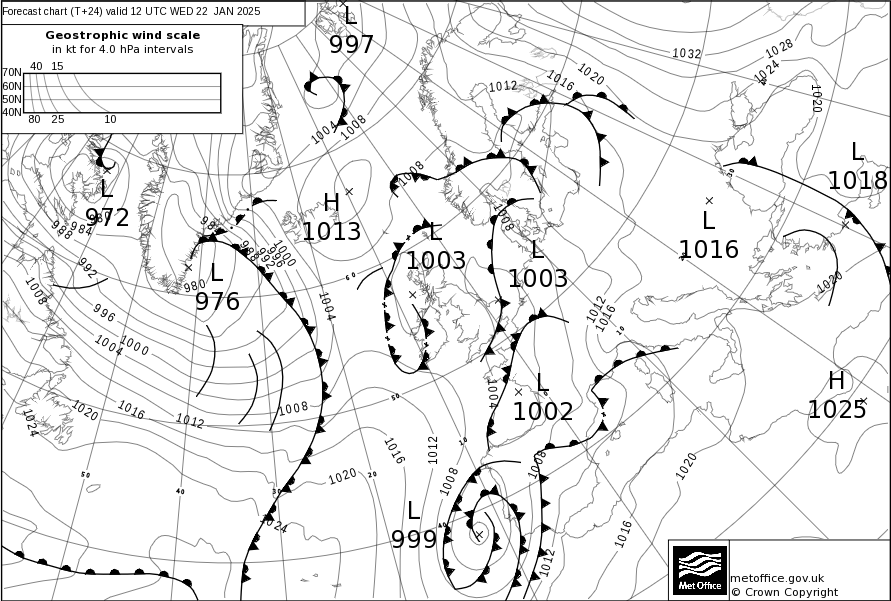 Forecast chart (T+24) valid 12 UTC WED 22 JAN 2025
Geostrophic wind scale
in kt for 4.0 hPa intervals
40 15
70N
60N
50N
40N
80 25 10
L
997
1032
1028
1024
1020
1016
1020
1012
1004
1008
1008
L
1018
L
972
984
988
H
1013
L
1016
L
1003
L
1003
1008
L
976
980
988
992
996
1000
992
996
1000
1004
1008
1004
60
1020
1012
1016
10
L
1002
1004
H
1025
1024
1020
1016
1012
1008
50
1016
1012
10
1020
20
1008
1008
1020
50
40
30
1024
L
999
40
1016
1012
Met Office
metoffice.gov.uk
© Crown Copyright